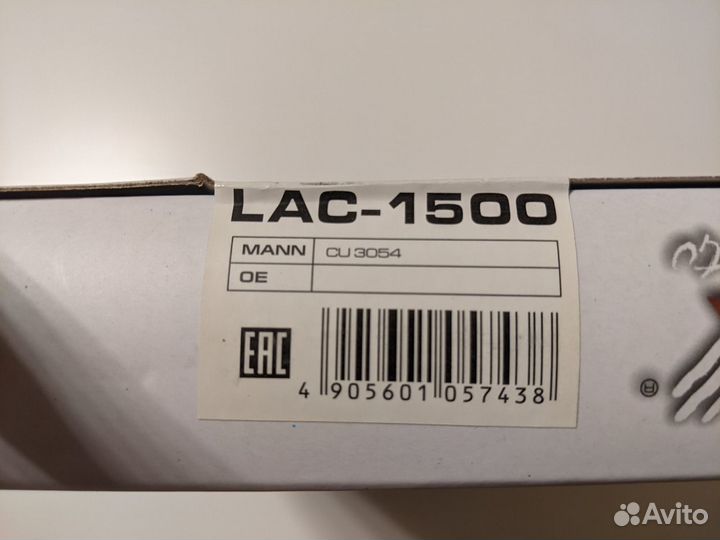 LAC-1500
MANN CU 3054
OE
EAC
4 905601 057438
®
Avito